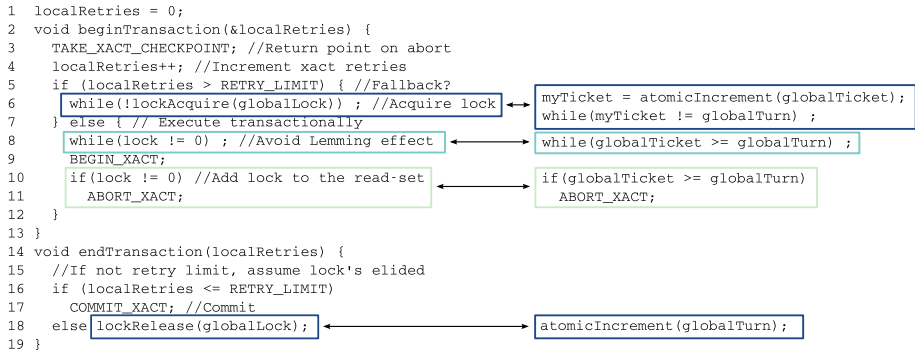 1 localRetries = 0;
2 void beginTransaction(&localRetries) {
3 TAKE_XACT_CHECKPOINT; //Return point on abort
4 localRetries++; //Increment xact retries
5 if (localRetries > RETRY_LIMIT) { //Fallback?
6 while(!lockAcquire(globalLock)) ; //Acquire lock
7 } else { // Execute transactionally
8 while(lock != 0) ; //Avoid Lemming effect
9 BEGIN_XACT;
10 if(lock != 0) //Add lock to the read-set
11 ABORT_XACT;
12 }
13 }
14 void endTransaction(localRetries) {
15 //If not retry limit, assume lock's elided
16 if (localRetries <= RETRY_LIMIT)
17 COMMIT_XACT; //Commit
18 else lockRelease(globalLock);
19 }
myTicket = atomicIncrement(globalTicket);
while(myTicket != globalTurn) ;
while(globalTicket >= globalTurn) ;
if(globalTicket >= globalTurn)
ABORT_XACT;
atomicIncrement(globalTurn);